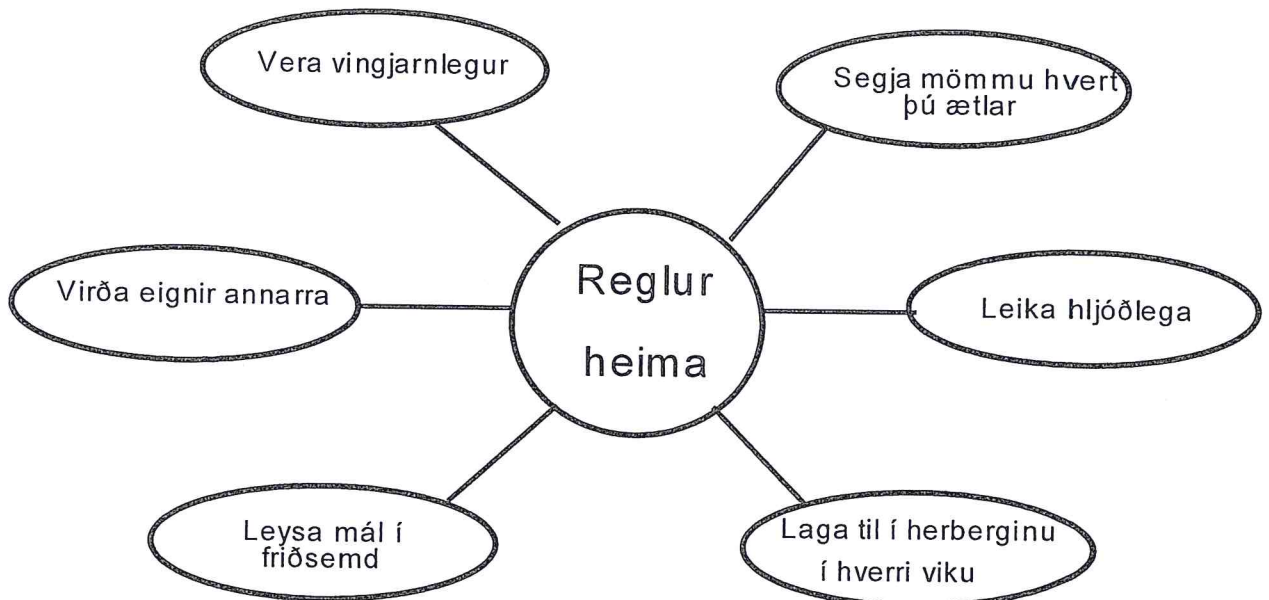 Vera vingjarnlegur
Segja mömmu hvert
þú ætlar
Virða eignir annarra
Reglur
heima
Leika hljóðlega
Leysa mál í
friðsemd
Laga til í herberginu
í hverri viku